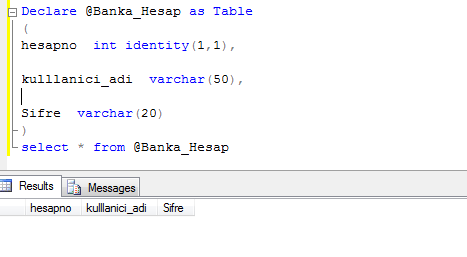 Declare @Banka_Hesap as Table
(
hesapno  int identity(1,1),
kulllanici_adi  varchar(50),
Sifre  varchar(20)
)
select * from @Banka_Hesap
Results Messages
hesapno kulllanici_adi Sifre